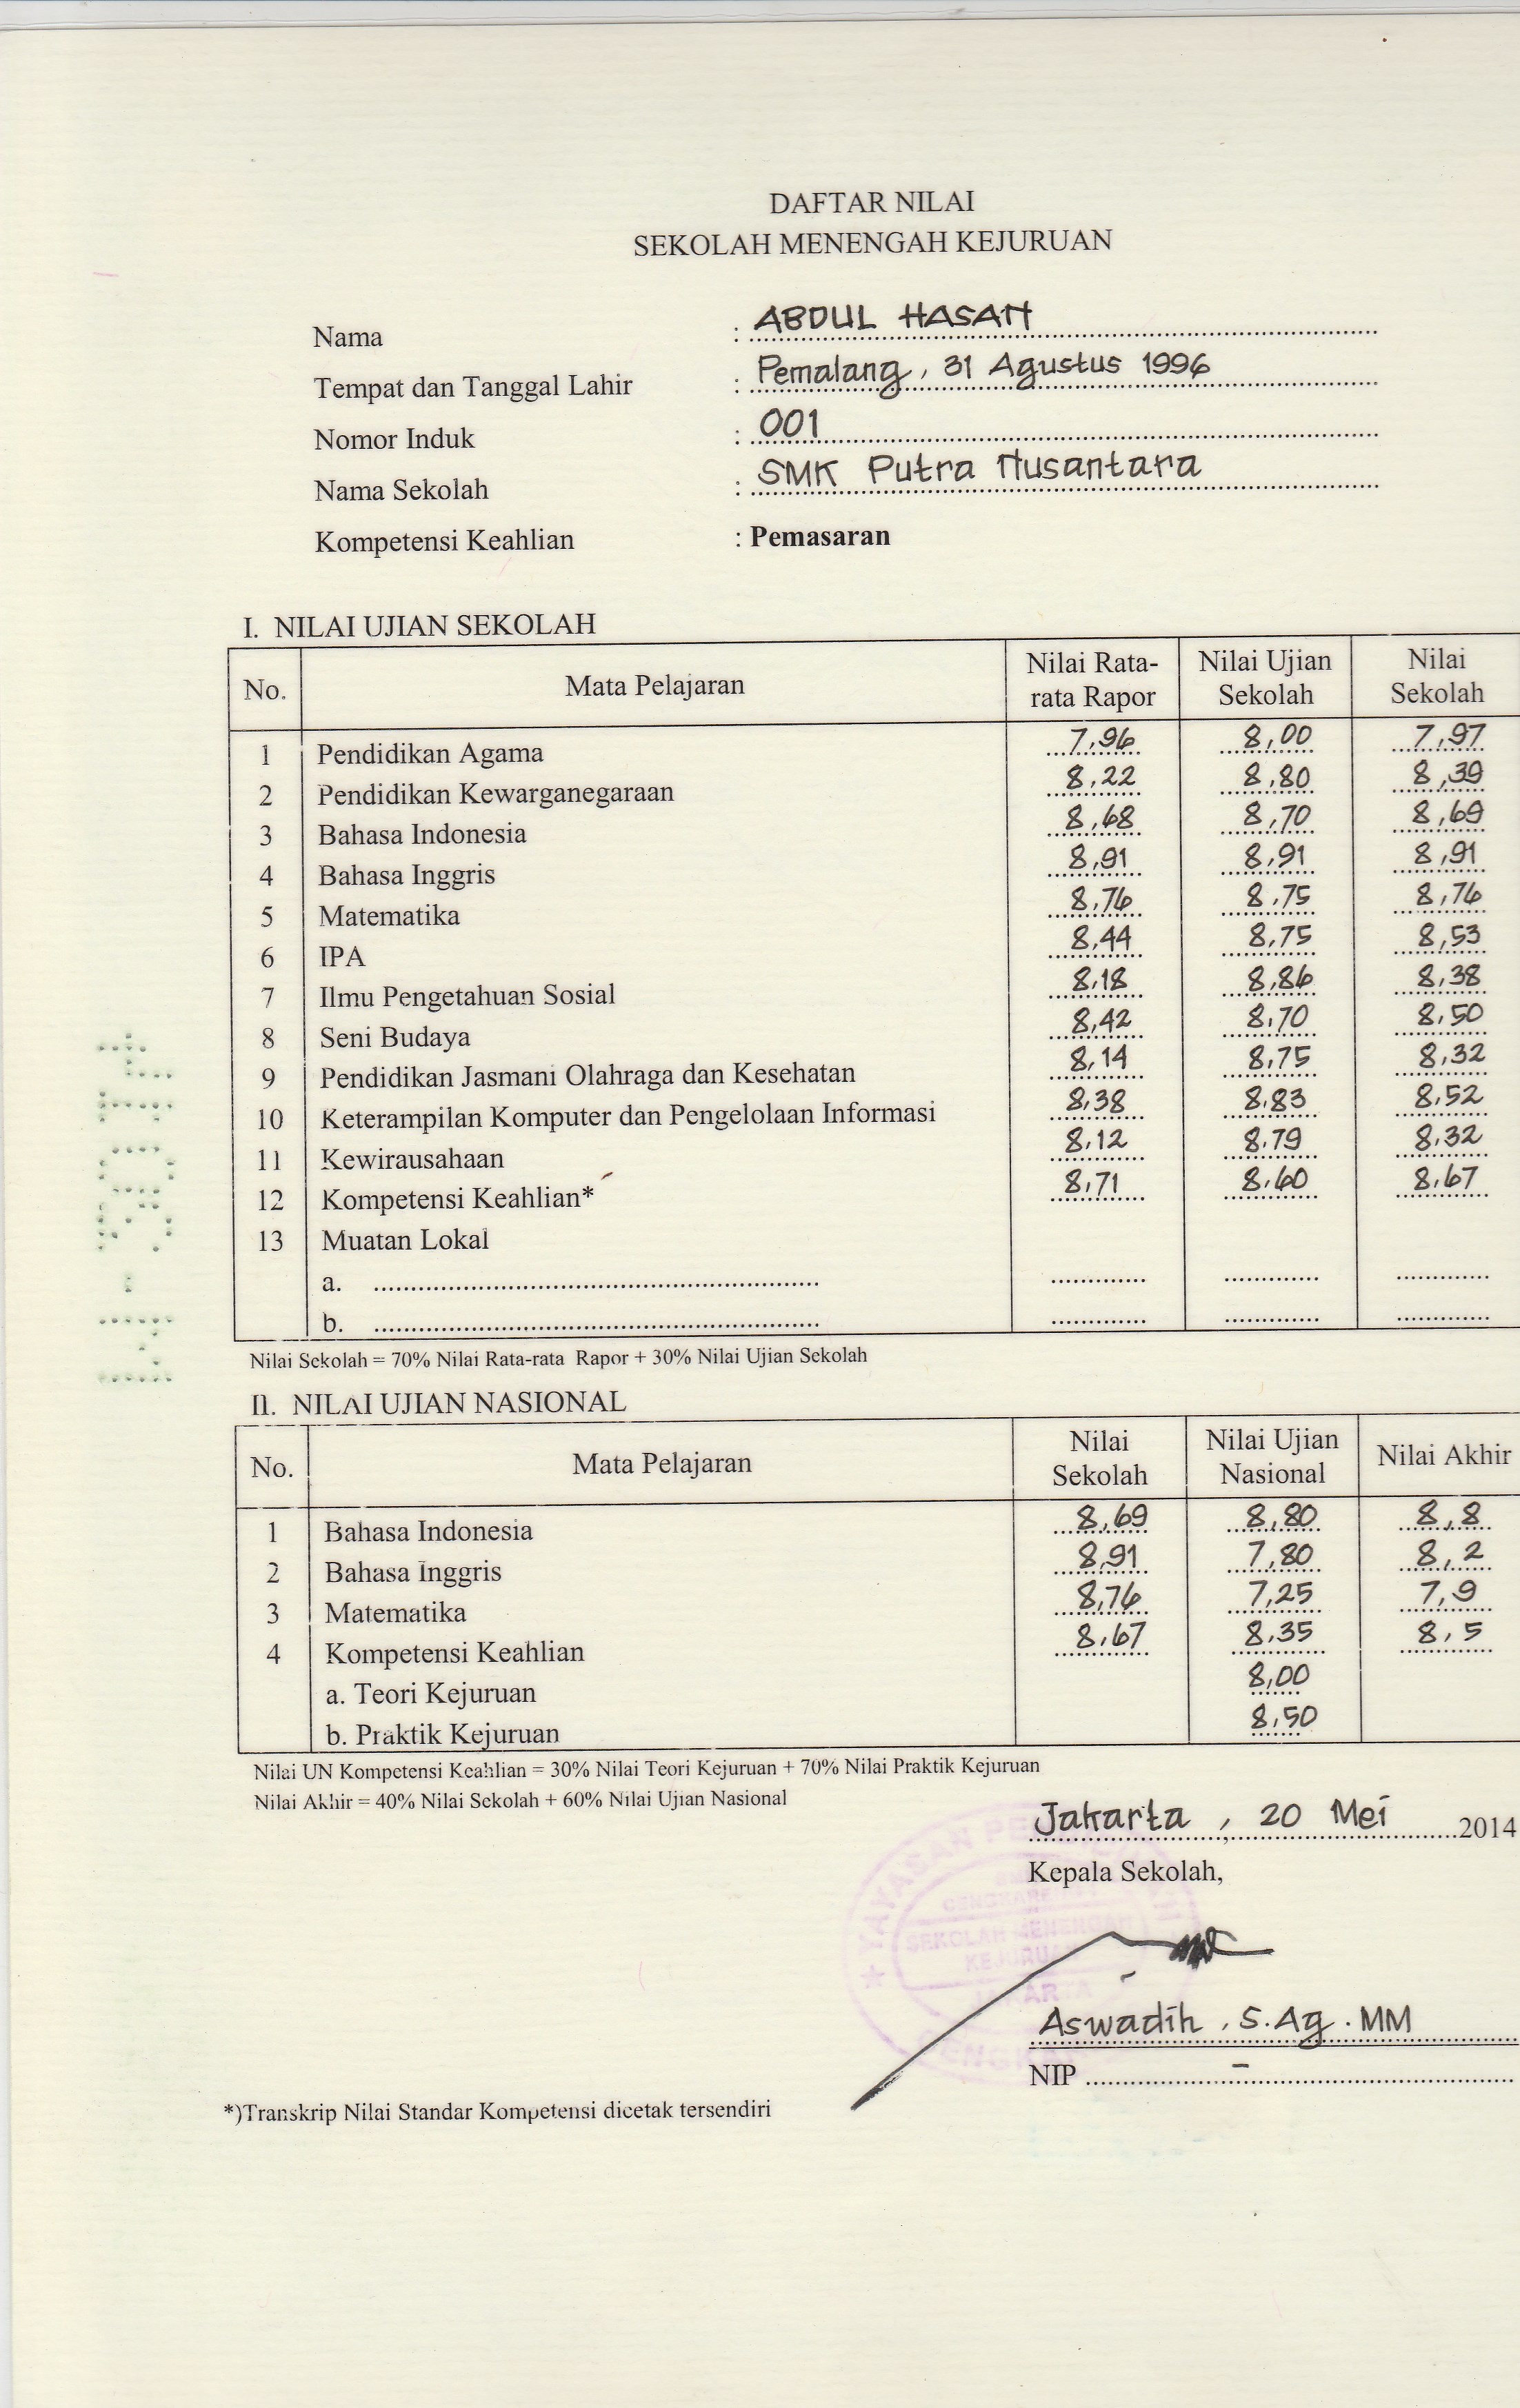 DAFTAR NILAI
SEKOLAH MENENGAH KEJURUAN
Nama : ABDUL HASAN
Tempat dan Tanggal Lahir : Pemalang, 31 Agustus 1996
Nomor Induk : 001
Nama Sekolah : SMK Putra Nusantara
Kompetensi Keahlian : Pemasaran
I. NILAI UJIAN SEKOLAH
No. Mata Pelajaran Nilai Rata-rata Rapor Nilai Ujian Sekolah Nilai Sekolah
1 Pendidikan Agama 7,96 8,00 7,97
2 Pendidikan Kewarganegaraan 8,22 8,80 8,39
3 Bahasa Indonesia 8,68 8,70 8,69
4 Bahasa Inggris 8,91 8,91 8,91
5 Matematika 8,76 8,75 8,76
6 IPA 8,44 8,75 8,53
7 Ilmu Pengetahuan Sosial 8,18 8,86 8,38
8 Seni Budaya 8,42 8,70 8,50
9 Pendidikan Jasmani Olahraga dan Kesehatan 8,14 8,75 8,32
10 Keterampilan Komputer dan Pengelolaan Informasi 8,38 8,83 8,52
11 Kewirausahaan 8,12 8,79 8,32
12 Kompetensi Keahlian* 8,71 8,60 8,67
13 Muatan Lokal
a. ............................................................ ............. ............. .............
b. ............................................................ ............. ............. .............
Nilai Sekolah = 70% Nilai Rata-rata Rapor + 30% Nilai Ujian Sekolah
II. NILAI UJIAN NASIONAL
No. Mata Pelajaran Nilai Sekolah Nilai Ujian Nasional Nilai Akhir
1 Bahasa Indonesia 8,69 8,80 8,8
2 Bahasa Inggris 8,91 7,80 8,2
3 Matematika 8,76 7,25 7,9
4 Kompetensi Keahlian 8,67 8,35 8,5
a. Teori Kejuruan 8,00
b. Praktik Kejuruan 8,50
Nilai UN Kompetensi Keahlian = 30% Nilai Teori Kejuruan + 70% Nilai Praktik Kejuruan
Nilai Akhir = 40% Nilai Sekolah + 60% Nilai Ujian Nasional
Jakarta, 20 Mei 2014
Kepala Sekolah,
YAYASAN
SEKOLAH MENENGAH
KEJURUAN
JAKARTA
Aswadih, S.Ag. MM
NIP -
*)Transkrip Nilai Standar Kompetensi dicetak tersendiri